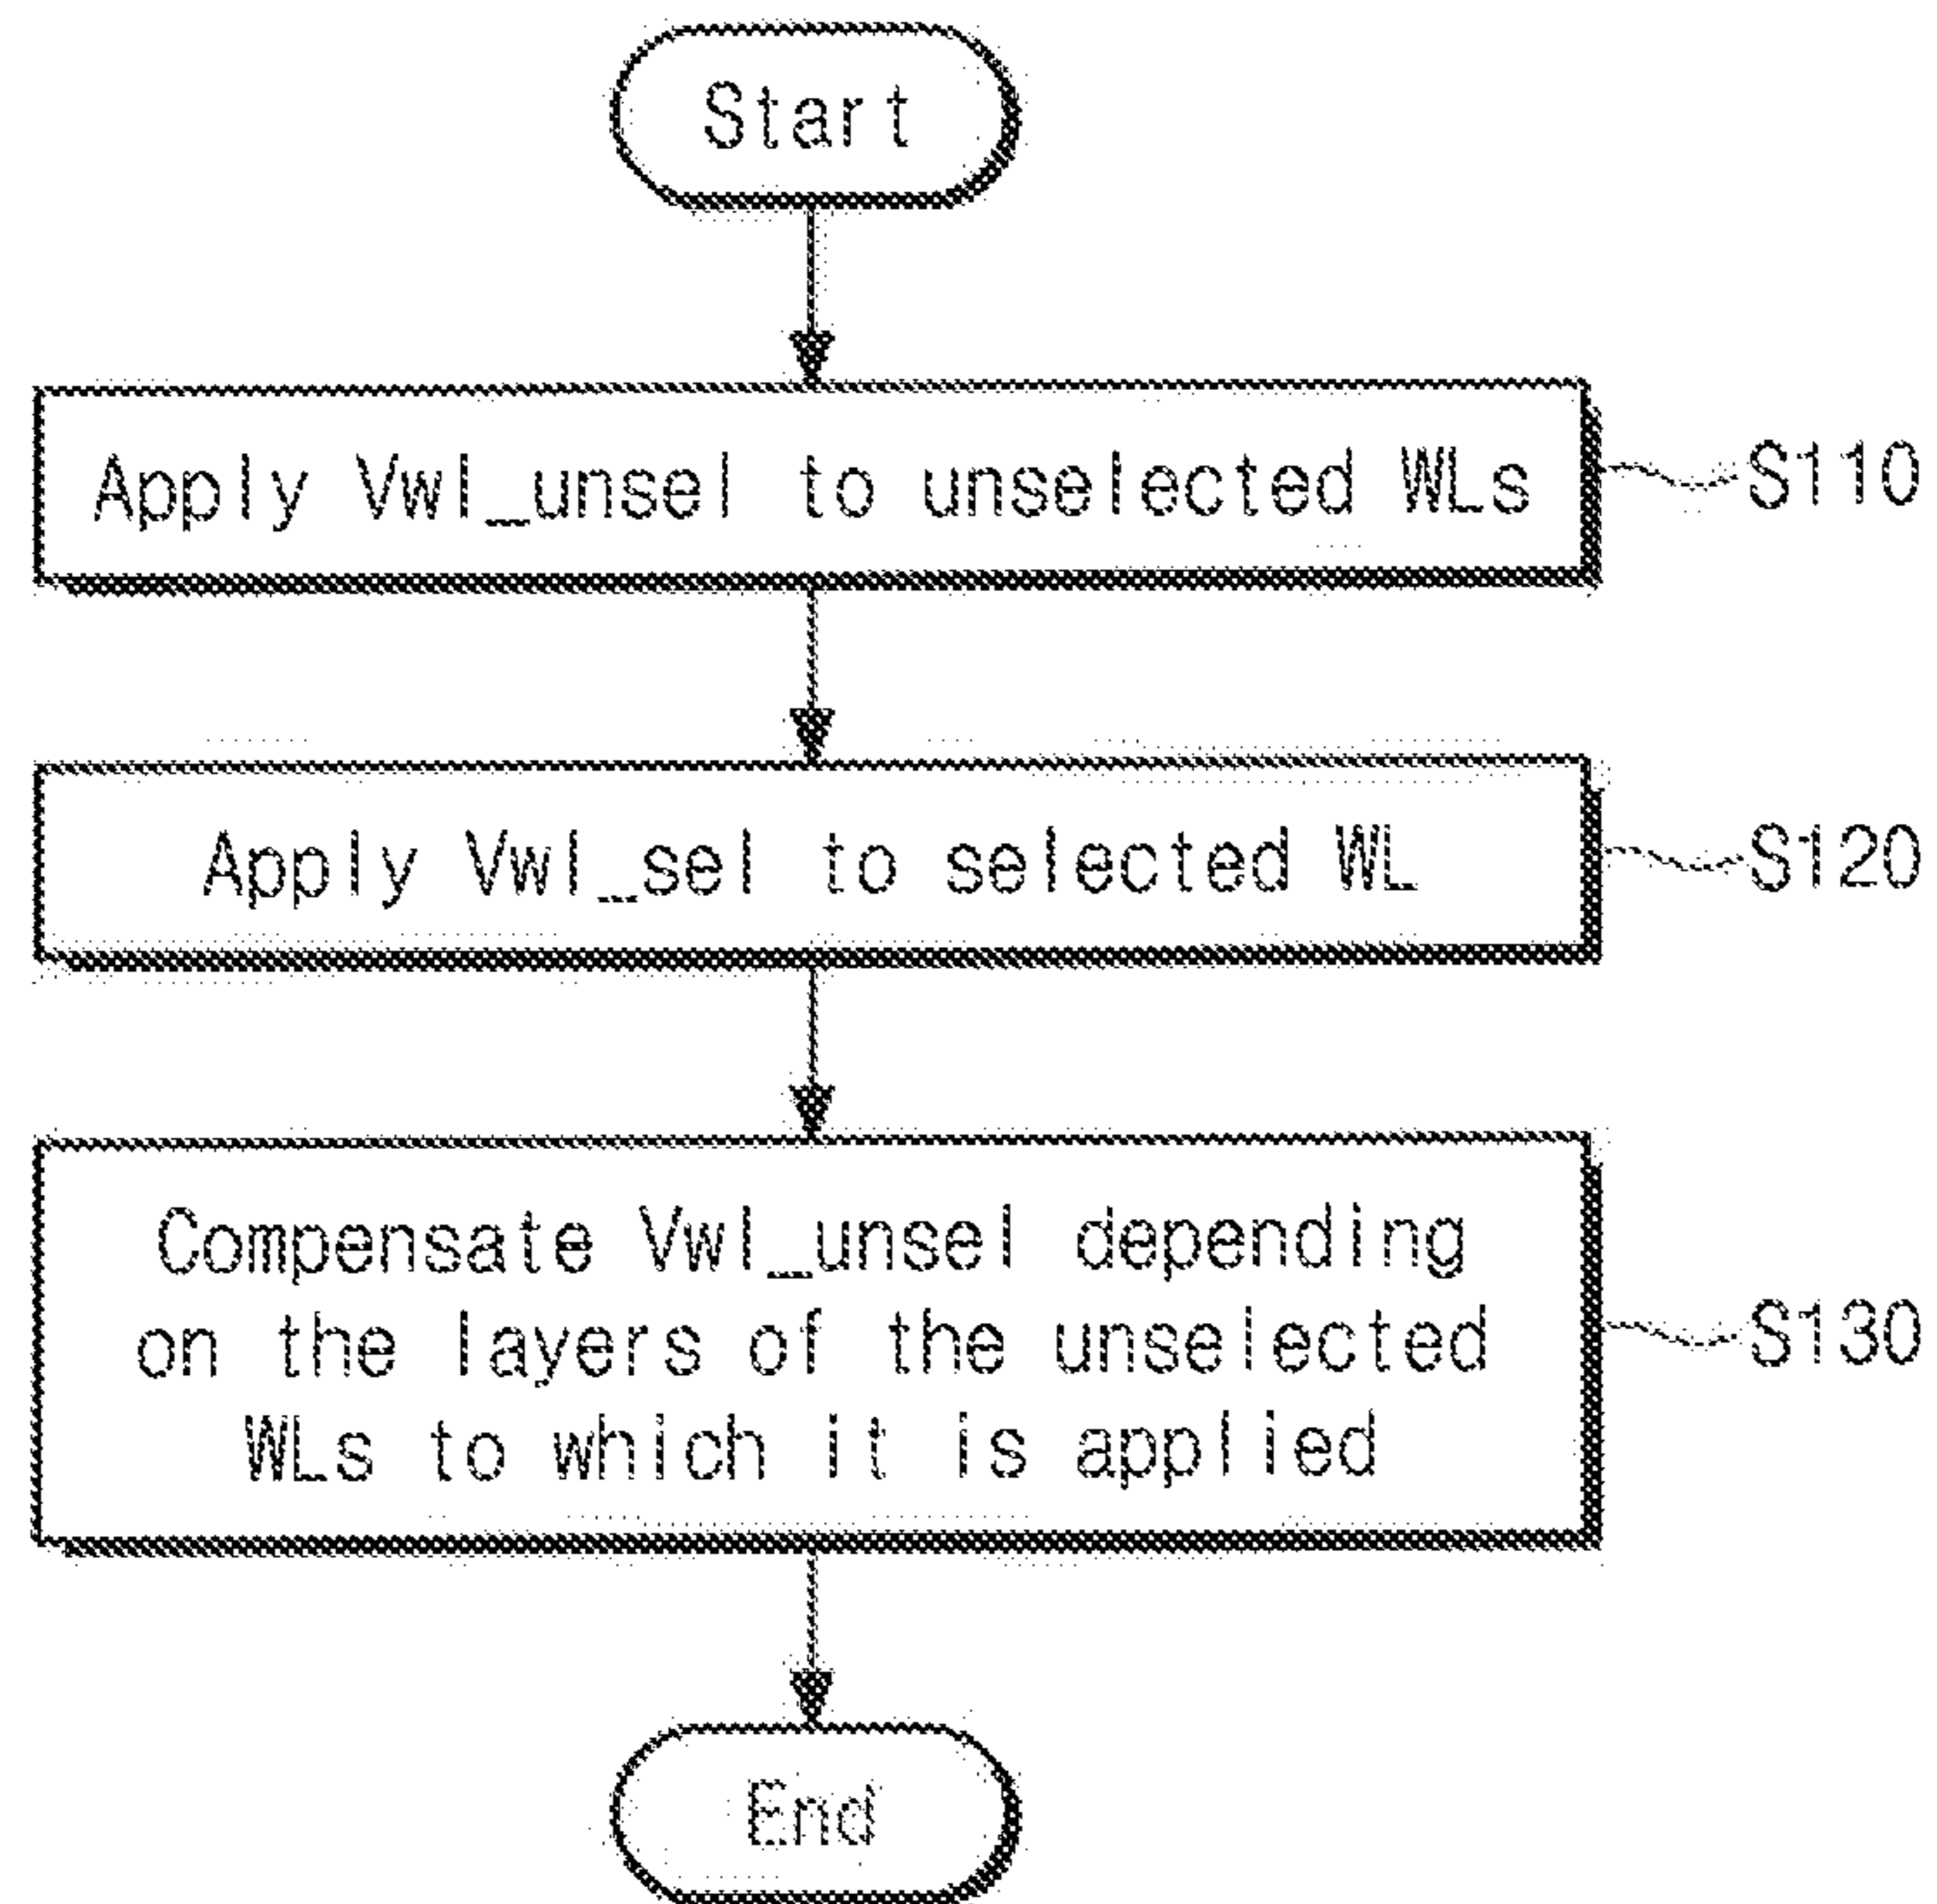 Start
Apply Vwl_unsel to unselected WLs
S110
Apply Vwl_sel to selected WL
S120
Compensate Vwl_unsel depending
on the layers of the unselected
WLs to which it is applied
S130
End